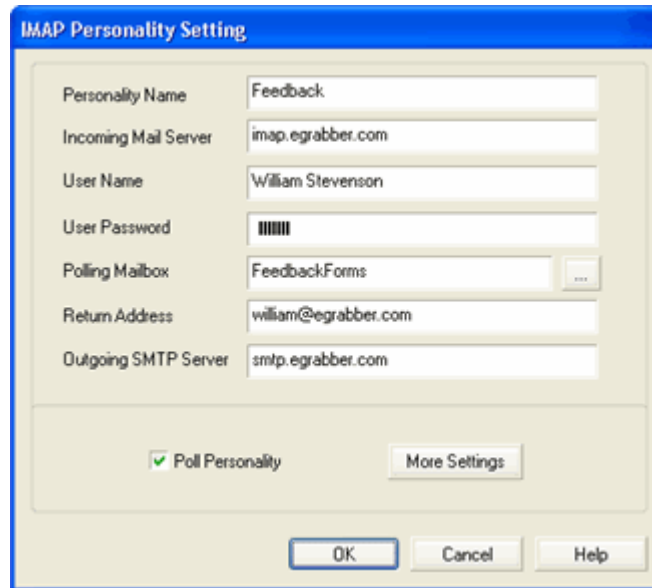 IMAP Personality Setting
Personality Name Feedback
Incoming Mail Server imap.egrabber.com
User Name William Stevenson
User Password
Polling Mailbox FeedbackForms ...
Return Address william@egrabber.com
Outgoing SMTP Server smtp.egrabber.com
Poll Personality More Settings
OK Cancel Help